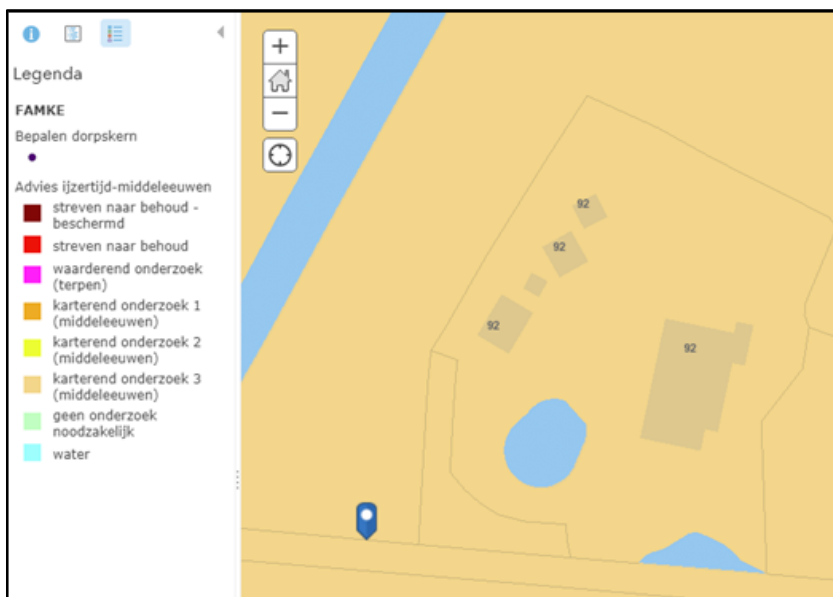 Legenda
FAMKE
Bepalen dorpskern
Advies ijzertijd-middeleeuwen
streven naar behoud -
beschermd
streven naar behoud
waarderend onderzoek
(terpen)
karterend onderzoek 1
(middeleeuwen)
karterend onderzoek 2
(middeleeuwen)
karterend onderzoek 3
(middeleeuwen)
geen onderzoek
noodzakelijk
water
92
92
92
92